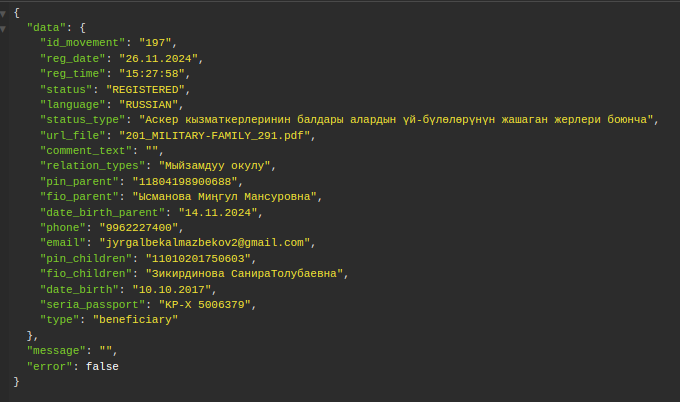 {
"data": {
"id_movement": "197",
"reg_date": "26.11.2024",
"reg_time": "15:27:58",
"status": "REGISTERED",
"language": "RUSSIAN",
"status_type": "Аскер кызматкерлеринин балдары алардын үй-бүлөлөрүнүн жашаган жерлери боюнча",
"url_file": "201_MILITARY-FAMILY_291.pdf",
"comment_text": "",
"relation_types": "Мыйзамдуу окулу",
"pin_parent": "11804198900688",
"fio_parent": "Ысманова Миңгул Мансуровна",
"date_birth_parent": "14.11.2024",
"phone": "9962227400",
"email": "jyrgalbekalmazbekov2@gmail.com",
"pin_children": "11010201750603",
"fio_children": "Зикирдинова СанираТолубаевна",
"date_birth": "10.10.2017",
"seria_passport": "KP-X 5006379",
"type": "beneficiary"
},
"message": "",
"error": false
}